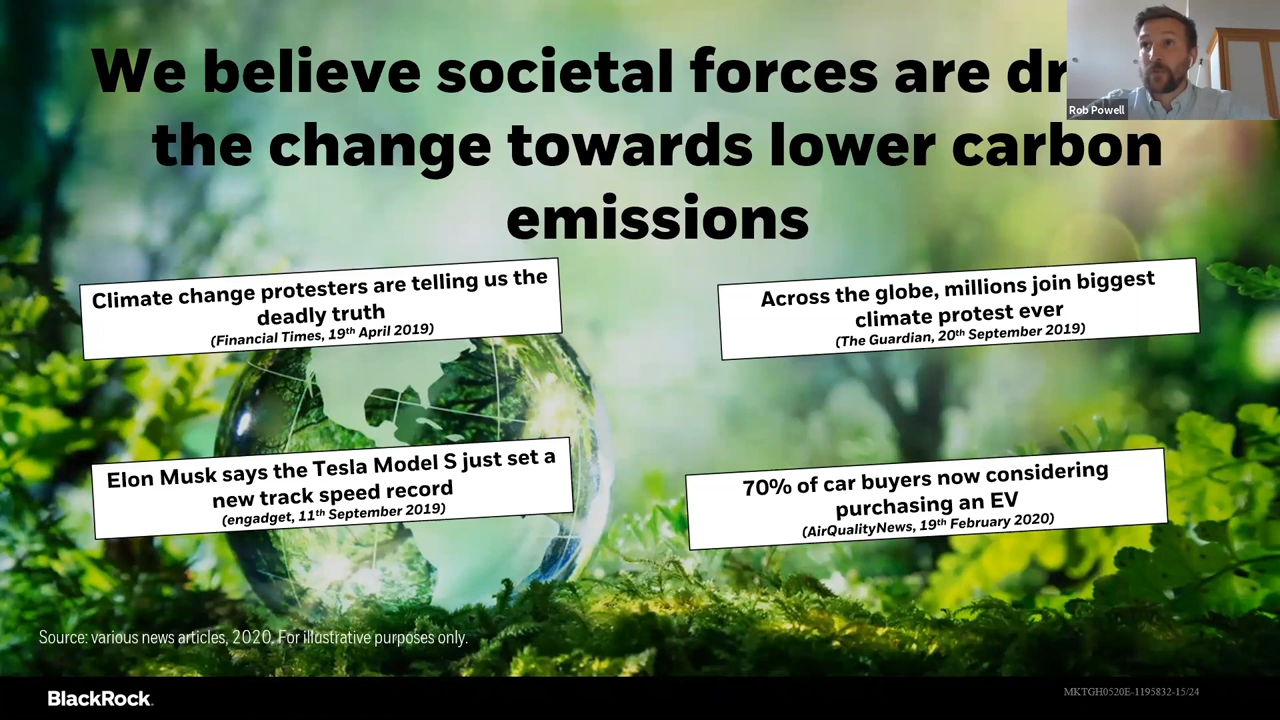 We believe societal forces are dr
the change towards lower carbon
emissions
Rob Powell
Climate change protesters are telling us the
deadly truth
(Financial Times, 19th April 2019)
Across the globe, millions join biggest
climate protest ever
(The Guardian, 20th September 2019)
Elon Musk says the Tesla Model S just set a
new track speed record
(engadget, 11th September 2019)
70% of car buyers now considering
purchasing an EV
(AirQualityNews, 19th February 2020)
Source: various news articles, 2020. For illustrative purposes only.
BlackRock.
MKTGH0520E-1195832-15/24